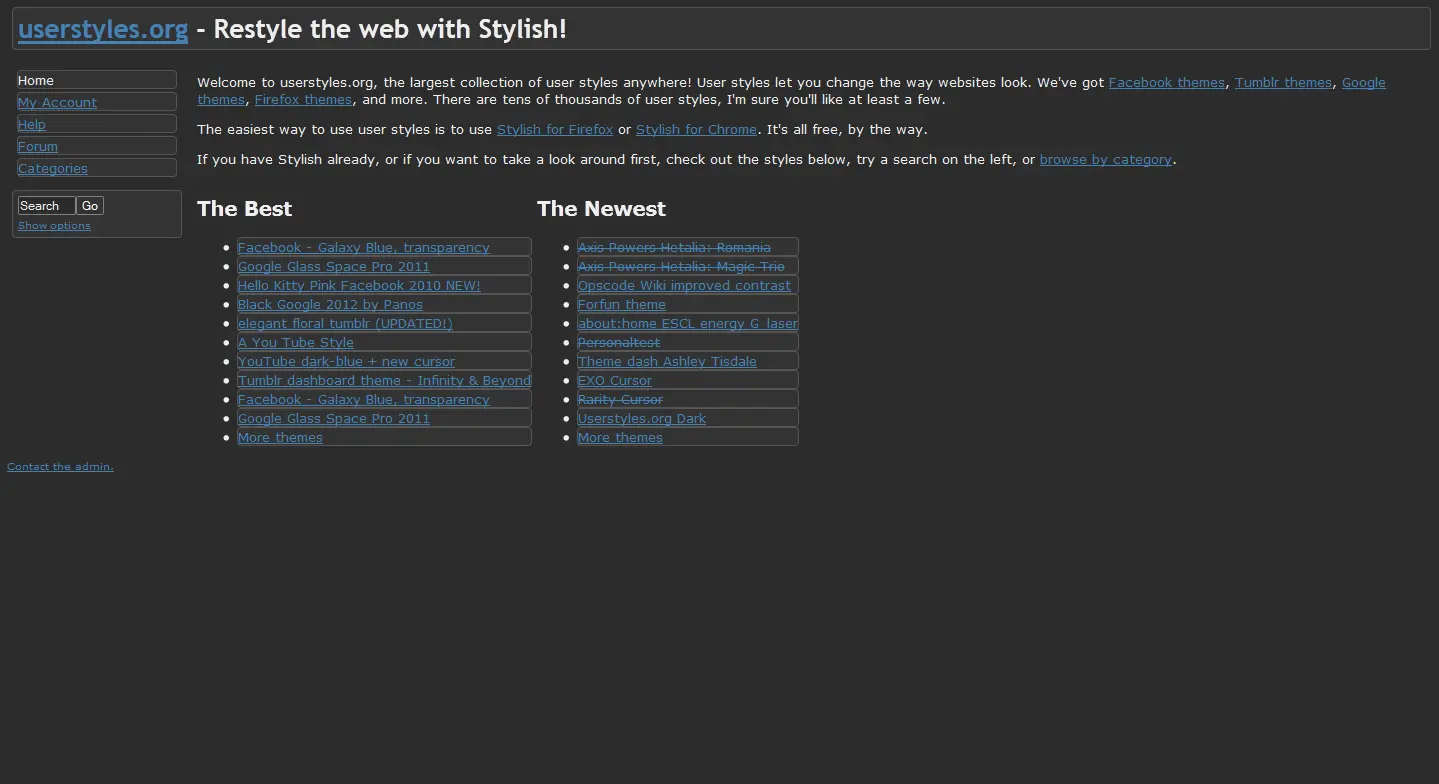 userstyles.org - Restyle the web with Stylish!
Home
My Account
Help
Forum
Categories
Search Go
Show options
Welcome to userstyles.org, the largest collection of user styles anywhere! User styles let you change the way websites look. We've got Facebook themes, Tumblr themes, Google
themes, Firefox themes, and more. There are tens of thousands of user styles, I'm sure you'll like at least a few.
The easiest way to use user styles is to use Stylish for Firefox or Stylish for Chrome. It's all free, by the way.
If you have Stylish already, or if you want to take a look around first, check out the styles below, try a search on the left, or browse by category.
The Best
Facebook - Galaxy Blue, transparency
Google Glass Space Pro 2011
Hello Kitty Pink Facebook 2010 NEW!
Black Google 2012 by Panos
elegant floral tumblr (UPDATED!)
A You Tube Style
YouTube dark-blue + new cursor
Tumblr dashboard theme - Infinity & Beyond
Facebook - Galaxy Blue, transparency
Google Glass Space Pro 2011
More themes
The Newest
Axis Powers Hetalia: Romania
Axis Powers Hetalia: Magic Trio
Opscode Wiki improved contrast
Forfun theme
about:home ESCL energy G_laser
Personaltest
Theme dash Ashley Tisdale
EXO Cursor
Rarity Cursor
Userstyles.org Dark
More themes
Contact the admin.